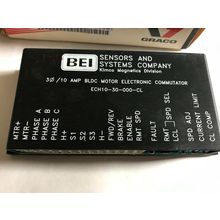 GRACO
BEI SENSORS AND
SYSTEMS COMPANY
Kimco Magnetics Division
3Ø/10 AMP BLDC MOTOR ELECTRONIC COMMUTATOR
ECH10-30-000-CL
MTR+
MTR-
PHASE A
PHASE B
PHASE C
H+
S1
S2
S3
H-
FWD/REV
BRAKE
ENABLE
RMT SPD
FAULT
LCL
RMT SPD SEL
SPD ADJ
CURRENT LIMIT
CL COMP